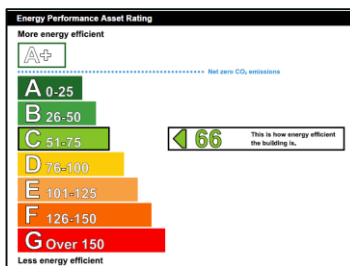 Energy Performance Asset Rating
More energy efficient
A+
Net zero CO₂ emissions
A 0-25
B 26-50
C 51-75
66
This is how energy efficient
the building is.
D 76-100
E 101-125
F 126-150
G Over 150
Less energy efficient